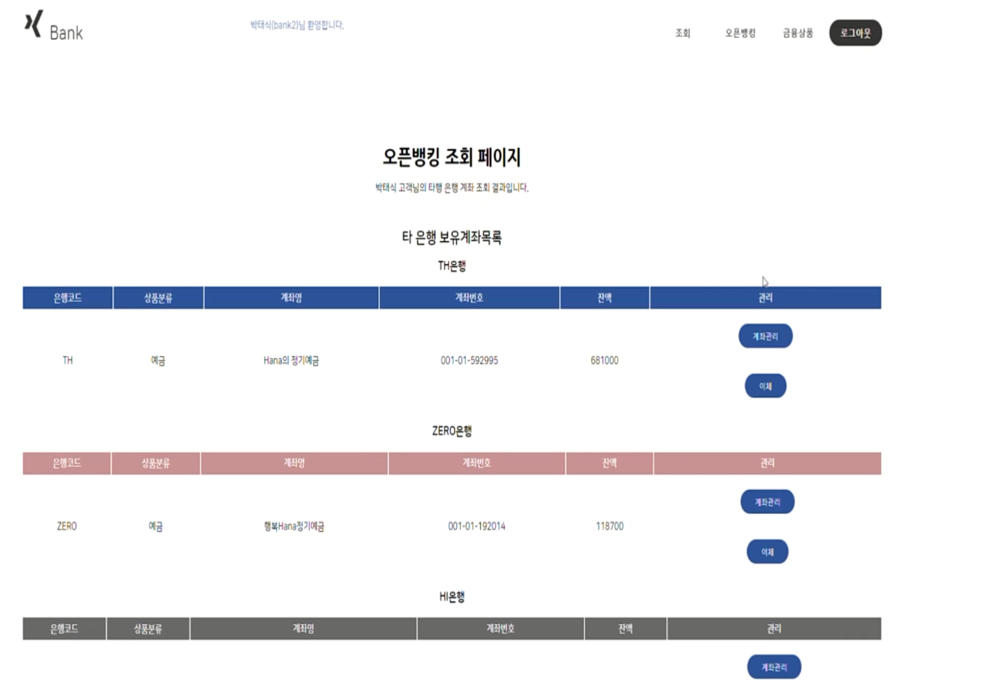 Bank
박태식(bank2)님 환영합니다.
조회 오픈뱅킹 금융상품 로그아웃
오픈뱅킹 조회 페이지
박태식 고객님의 타행 은행 계좌 조회 결과입니다.
타 은행 보유계좌목록
TH은행
은행코드 상품분류 계좌명 계좌번호 잔액 관리
계좌관리
TH 예금 Hana의 정기예금 001-01-592995 681000
이체
ZERO은행
은행코드 상품분류 계좌명 계좌번호 잔액 관리
계좌관리
ZERO 예금 행복Hana정기예금 001-01-192014 118700
이체
HI은행
은행코드 상품분류 계좌명 계좌번호 잔액 관리
계좌관리